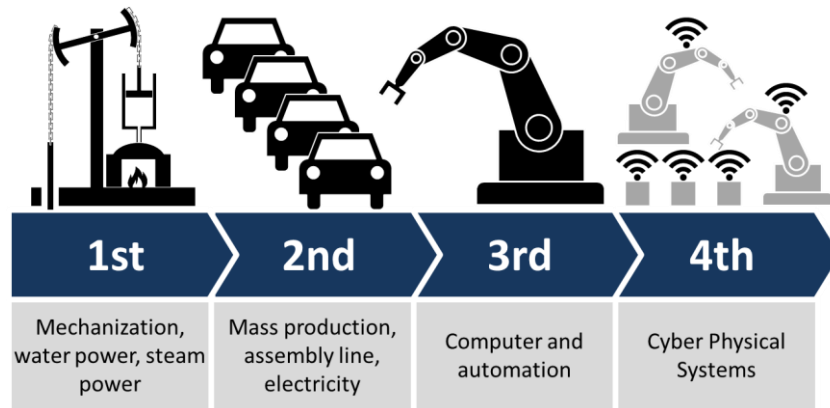 1st
2nd
3rd
4th
Mechanization,
water power, steam
power
Mass production,
assembly line,
electricity
Computer and
automation
Cyber Physical
Systems